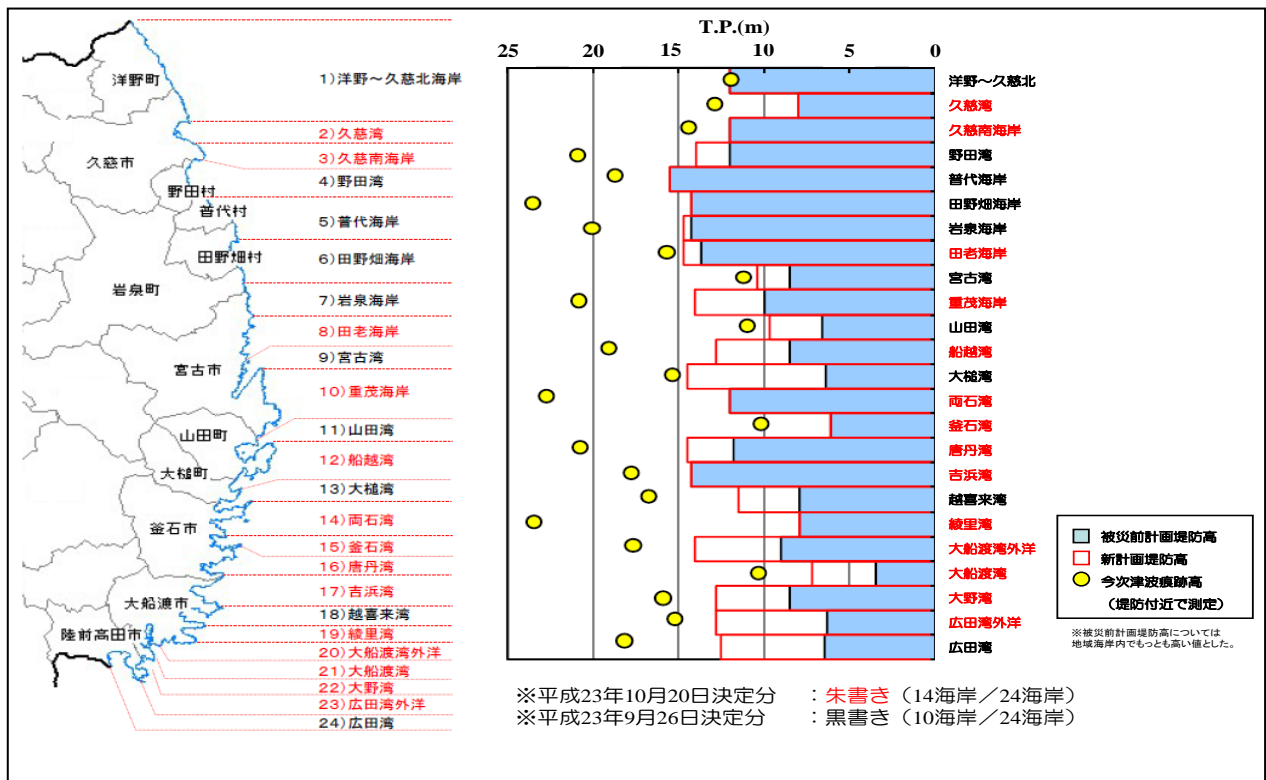 洋野町
久慈市
野田村
普代村
田野畑村
岩泉町
宮古市
山田町
大槌町
釜石市
大船渡市
陸前高田市
1)洋野～久慈北海岸
2)久慈湾
3)久慈南海岸
4)野田湾
5)普代海岸
6)田野畑海岸
7)岩泉海岸
8)田老海岸
9)宮古湾
10)重茂海岸
11)山田湾
12)船越湾
13)大槌湾
14)両石湾
15)釜石湾
16)唐丹湾
17)吉浜湾
18)越喜来湾
19)綾里湾
20)大船渡湾外洋
21)大船渡湾
22)大野湾
23)広田湾外洋
24)広田湾
T.P.(m)
25 20 15 10 5 0
洋野～久慈北
久慈湾
久慈南海岸
野田湾
普代海岸
田野畑海岸
岩泉海岸
田老海岸
宮古湾
重茂海岸
山田湾
船越湾
大槌湾
両石湾
釜石湾
唐丹湾
吉浜湾
越喜来湾
綾里湾
大船渡湾外洋
大船渡湾
大野湾
広田湾外洋
広田湾
被災前計画堤防高
新計画堤防高
今次津波痕跡高
（堤防付近で測定）
※被災前計画堤防高については
地域海岸内でもっとも高い値とした。
※平成23年10月20日決定分　：朱書き（14海岸／24海岸）
※平成23年9月26日決定分　：黒書き（10海岸／24海岸）